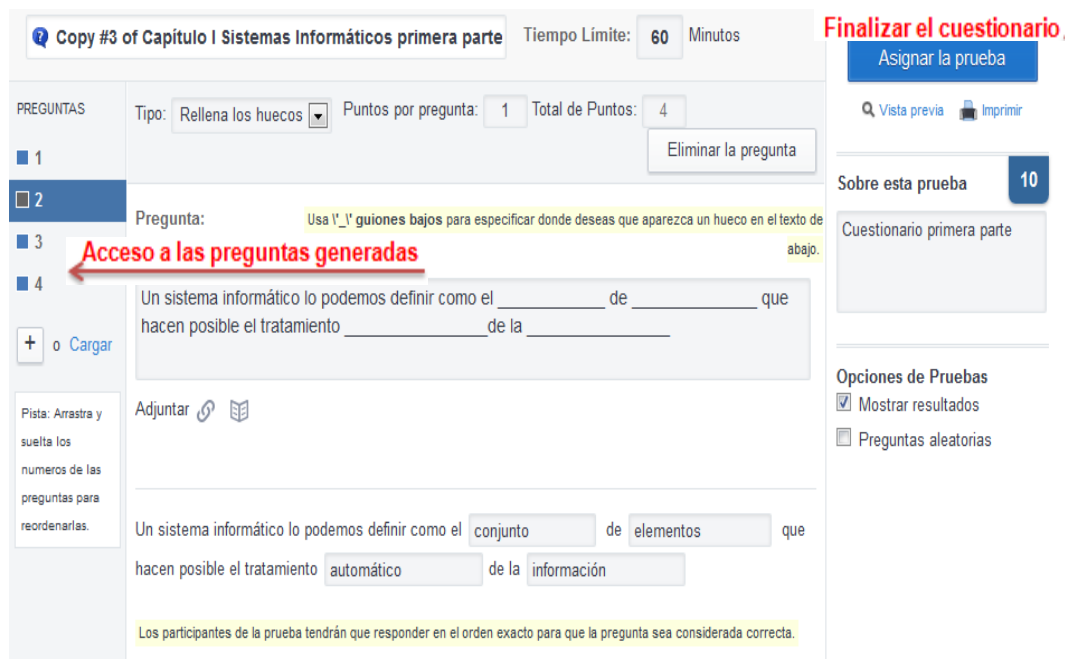 Copy #3 of Capítulo I Sistemas Informáticos primera parte
Tiempo Límite: 60 Minutos
Finalizar el cuestionario
Asignar la prueba
Vista previa Imprimir
PREGUNTAS
1
2
3
4
+ o Cargar
Pista: Arrastra y
suelta los
numeros de las
preguntas para
reordenarlas.
Acceso a las preguntas generadas
Tipo: Rellena los huecos Puntos por pregunta: 1 Total de Puntos: 4
Eliminar la pregunta
Pregunta:
Usa \'_\' guiones bajos para especificar donde deseas que aparezca un hueco en el texto de
abajo.
Un sistema informático lo podemos definir como el ____________ de ______________ que
hacen posible el tratamiento ________________de la ___________________
Adjuntar
Un sistema informático lo podemos definir como el conjunto de elementos que
hacen posible el tratamiento automático de la información
Los participantes de la prueba tendrán que responder en el orden exacto para que la pregunta sea considerada correcta.
Sobre esta prueba 10
Cuestionario primera parte
Opciones de Pruebas
Mostrar resultados
Preguntas aleatorias